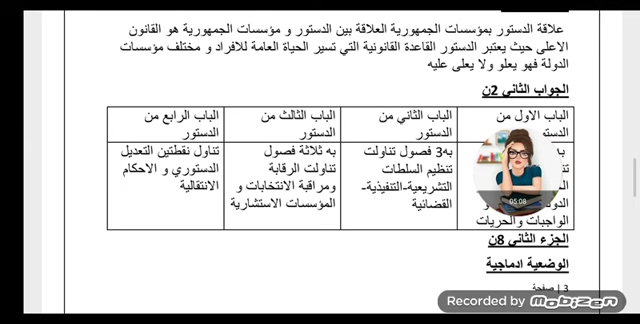 علاقة الدستور بمؤسسات الجمهورية العلاقة بين الدستور و مؤسسات الجمهورية هو القانون
الاعلى حيث يعتبر الدستور القاعدة القانونية التي تسير الحياة العامة للافراد و مختلف مؤسسات
الدولة فهو يعلو ولا يعلى عليه
الجواب الثاني 2ن
الباب الاول من
الباب الثاني من
الدستور
الباب الثالث من
الدستور
الباب الرابع من
الدستور
الواجبات والحريات
به3 فصول تناولت
تنظيم السلطات
التشريعية-التنفيذية-
القضائية
به ثلاثة فصول
تناولت الرقابة
ومراقبة الانتخابات و
المؤسسات الاستشارية
تناول نقطتين التعديل
الدستوري و الاحكام
الانتقالية
05:08
الجزء الثاني 8ن
الوضعية ادماجية
3 | صفحة
Recorded by Mobizen